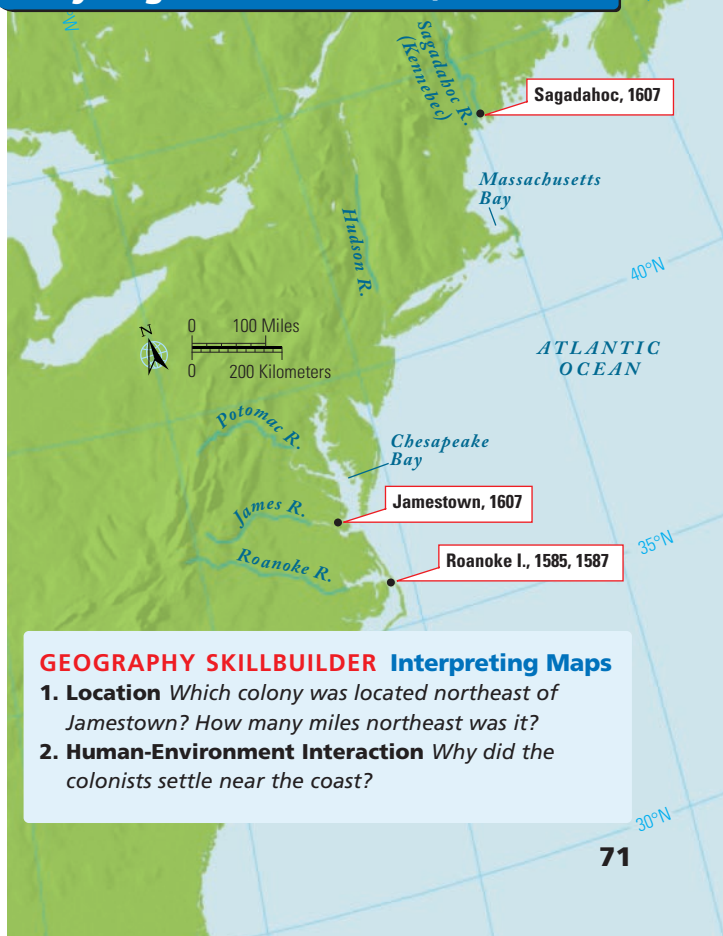 W
Sagadahoc R.
(Kennebec)
Sagadahoc, 1607
Massachusetts
Bay
Hudson R.
40°N
N
0 100 Miles
0 200 Kilometers
ATLANTIC
OCEAN
Potomac R.
Chesapeake
Bay
James R.
Jamestown, 1607
35°N
Roanoke R.
Roanoke I., 1585, 1587
GEOGRAPHY SKILLBUILDER Interpreting Maps
1. Location Which colony was located northeast of
Jamestown? How many miles northeast was it?
2. Human-Environment Interaction Why did the
colonists settle near the coast?
30°N
71